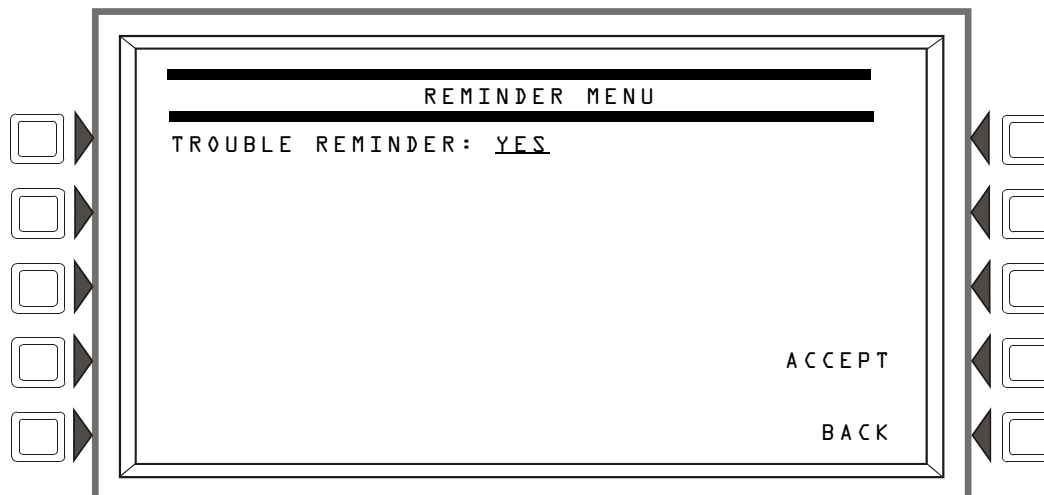 REMINDER MENU
TROUBLE REMINDER: YES
ACCEPT
BACK